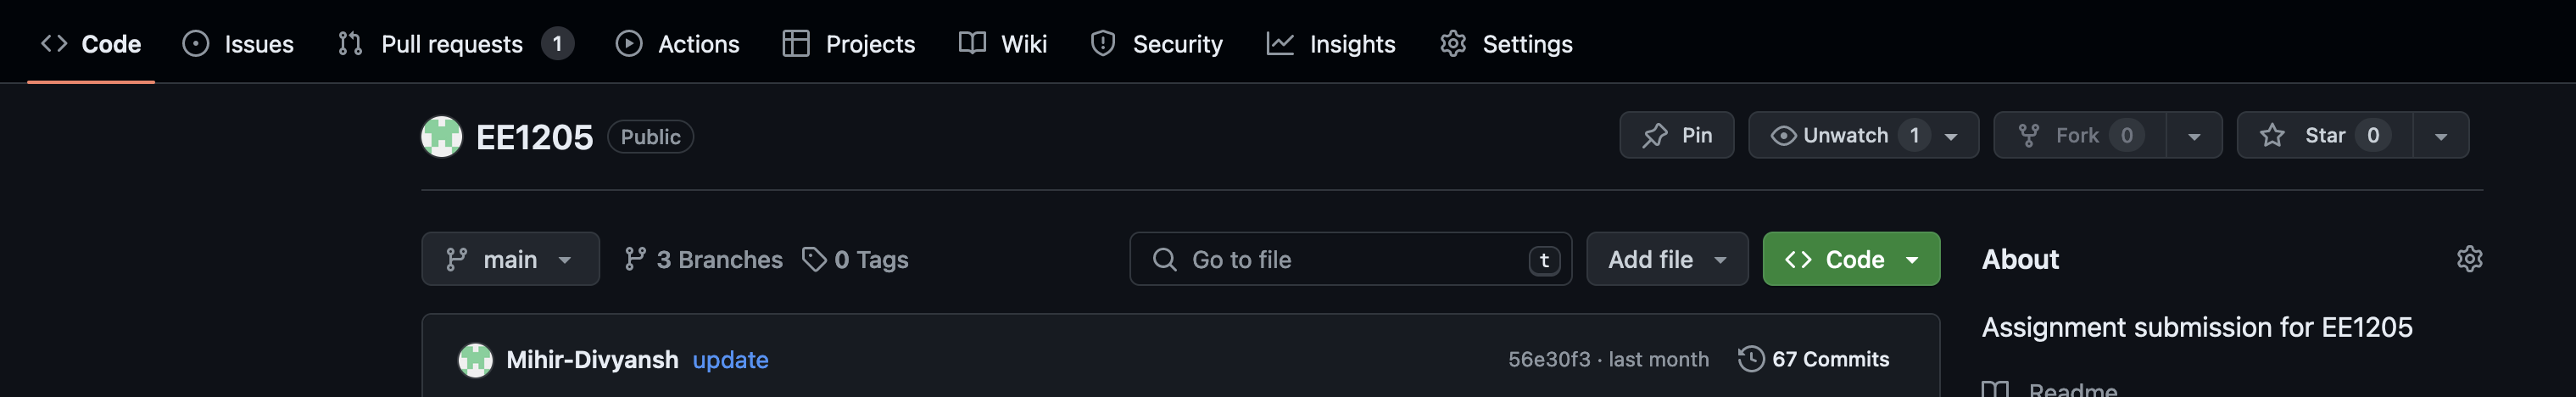 Code Issues Pull requests 1 Actions Projects Wiki Security Insights Settings
EE1205 Public Pin Unwatch 1 Fork 0 Star 0
main 3 Branches 0 Tags Go to file t Add file Code About
Assignment submission for EE1205
Mihir-Divyansh update 56e30f3 · last month 67 Commits
Readme